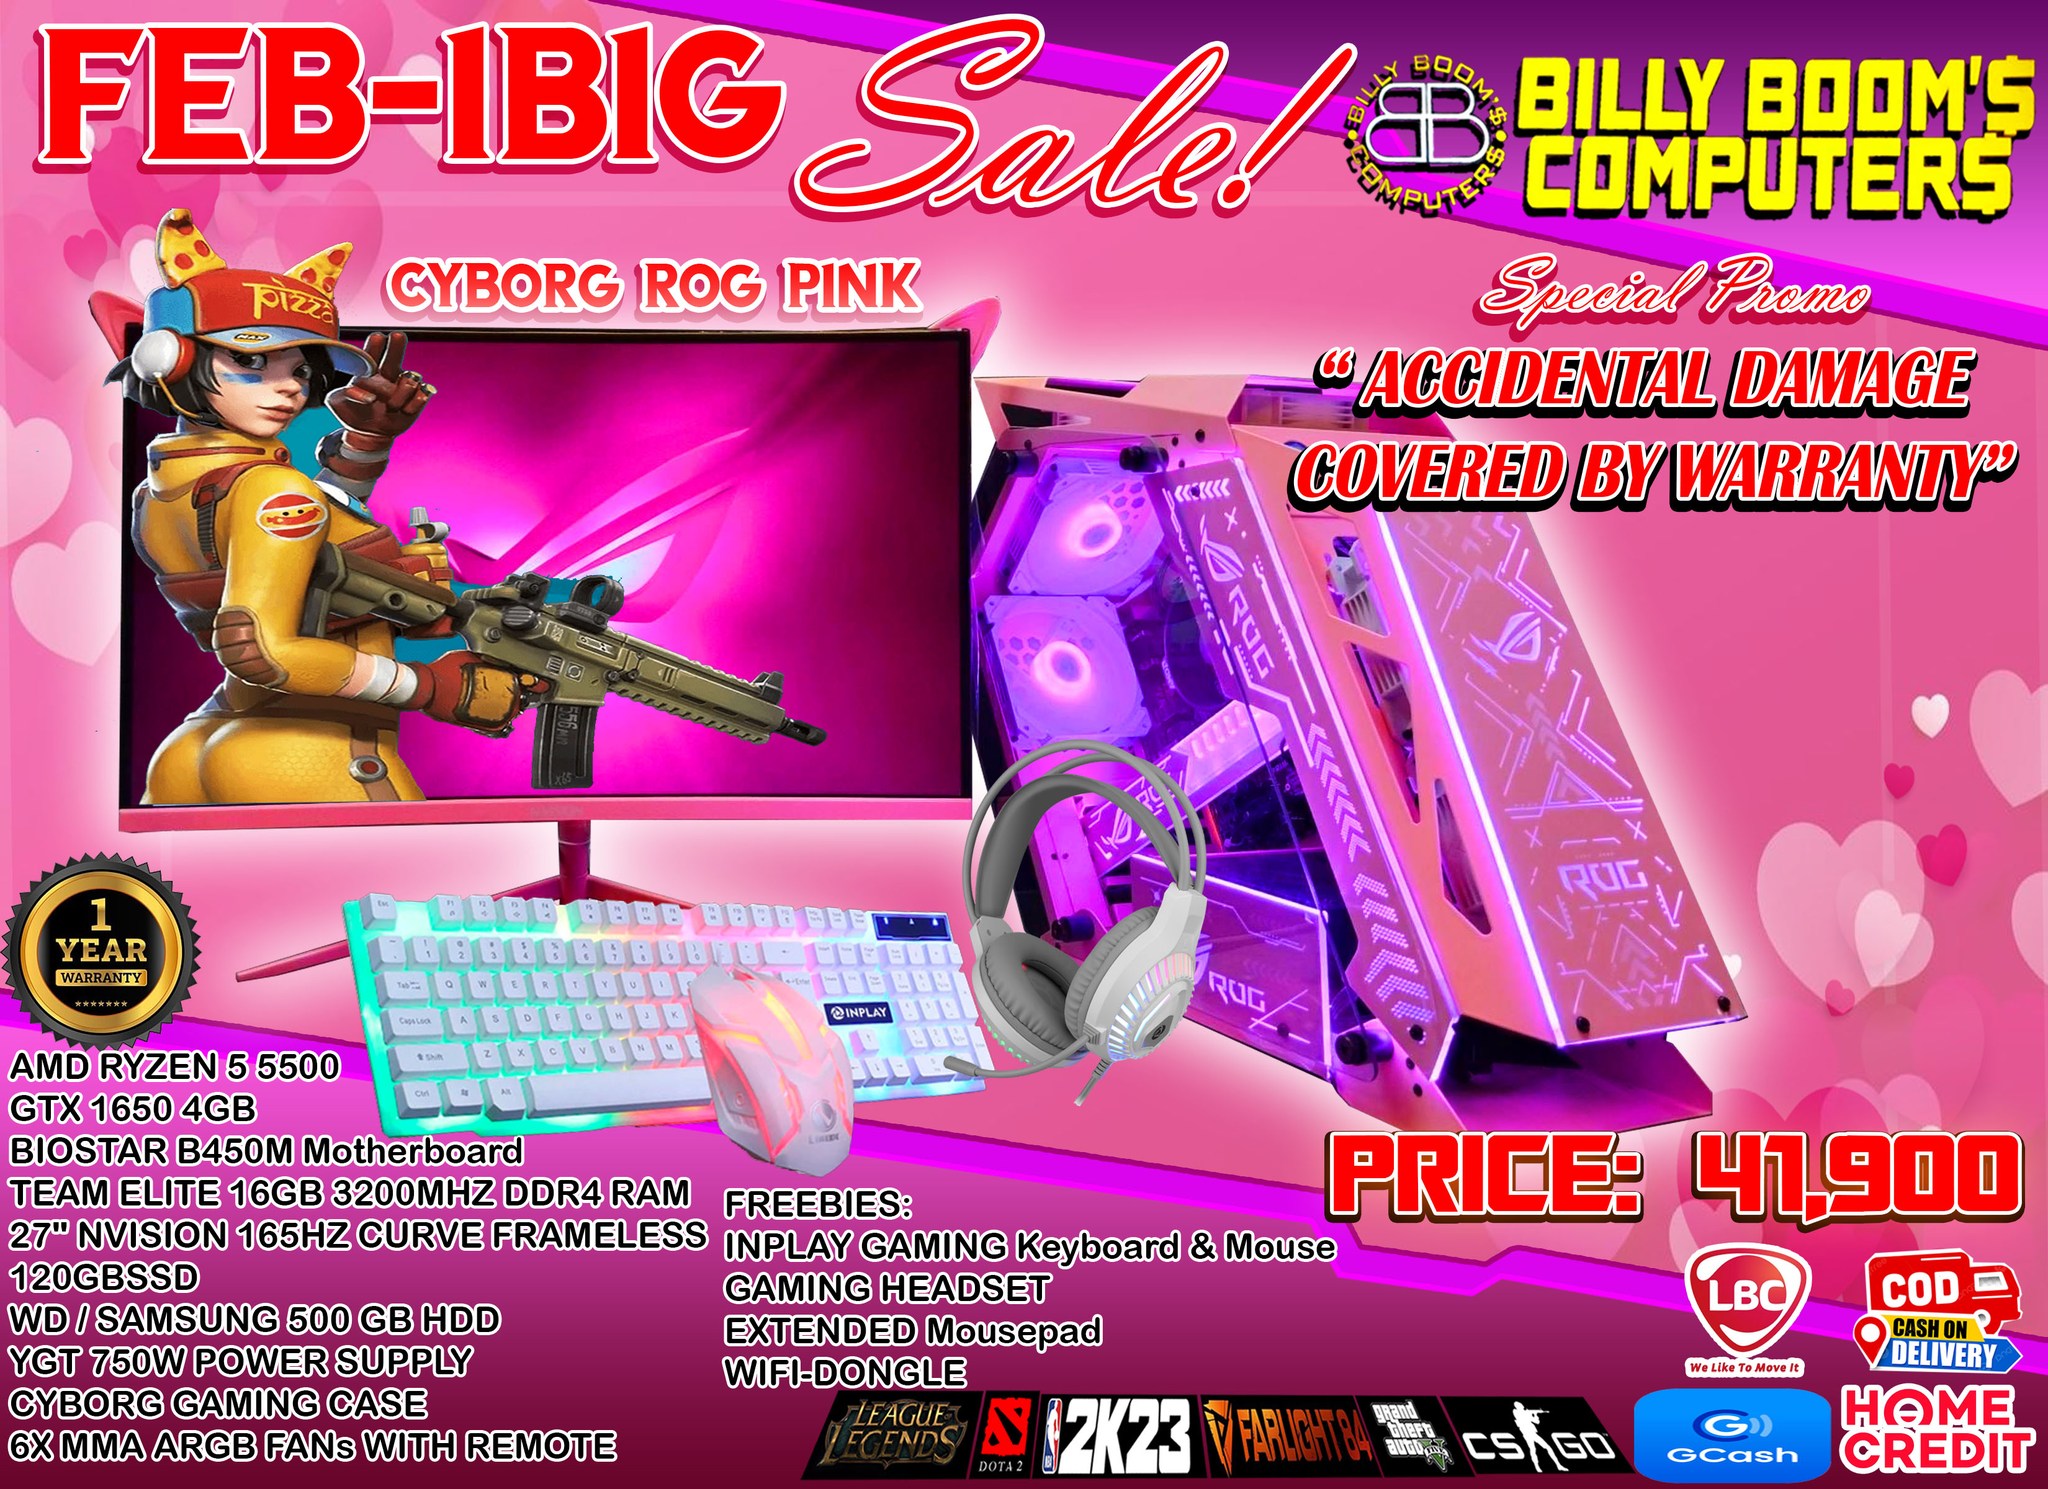 FEB-1B1G Sale!
BILLY BOOM'$ COMPUTER$
BILLY BOOM'$
COMPUTER$
CYBORG ROG PINK
Special Promo
“ ACCIDENTAL DAMAGE
COVERED BY WARRANTY”
pizza
ROG
ROG
ROG
1
YEAR
WARRANTY
INPLAY
AMD RYZEN 5 5500
GTX 1650 4GB
BIOSTAR B450M Motherboard
TEAM ELITE 16GB 3200MHZ DDR4 RAM
27" NVISION 165HZ CURVE FRAMELESS
120GBSSD
WD / SAMSUNG 500 GB HDD
YGT 750W POWER SUPPLY
CYBORG GAMING CASE
6X MMA ARGB FANs WITH REMOTE
FREEBIES:
INPLAY GAMING Keyboard & Mouse
GAMING HEADSET
EXTENDED Mousepad
WIFI-DONGLE
PRICE: 41,900
LBC
We Like To Move It
COD
CASH ON
DELIVERY
LEAGUE OF
LEGENDS
DOTA 2
NBA 2K23
FARLIGHT 84
grand
theft
auto V
CS GO
G
GCash
HOME
CREDIT